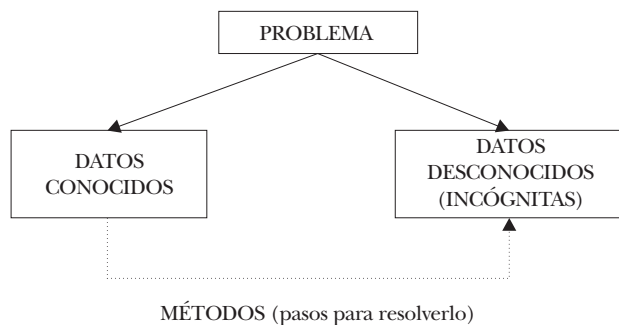 PROBLEMA
DATOS
CONOCIDOS
DATOS
DESCONOCIDOS
(INCÓGNITAS)
MÉTODOS (pasos para resolverlo)